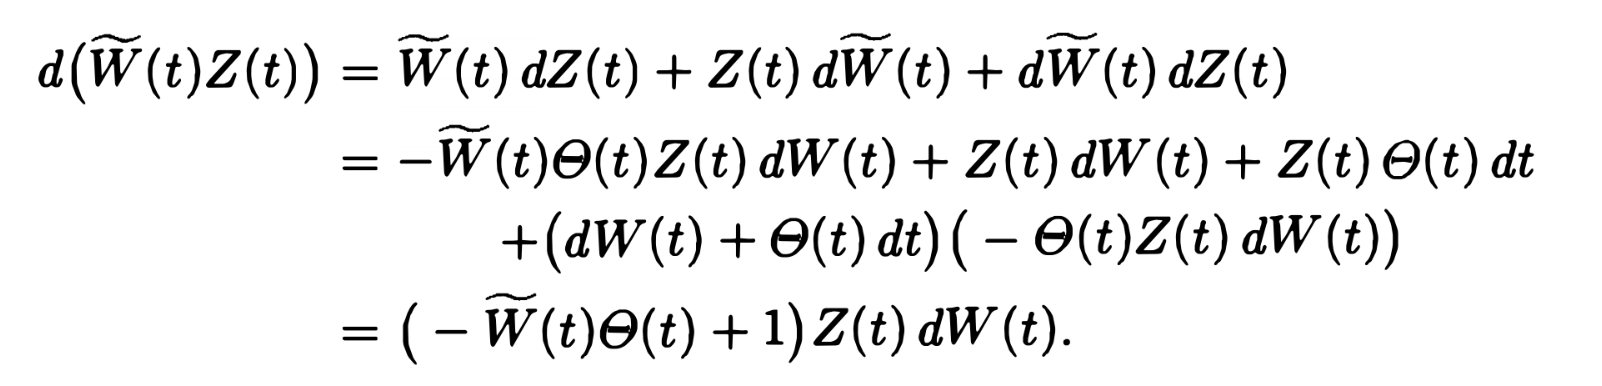 d(W̃(t)Z(t)) = W̃(t) dZ(t) + Z(t) dW̃(t) + dW̃(t) dZ(t)
= −W̃(t)Θ(t)Z(t) dW(t) + Z(t) dW(t) + Z(t) Θ(t) dt
+(dW(t) + Θ(t) dt)( − Θ(t)Z(t) dW(t))
= ( − W̃(t)Θ(t) + 1)Z(t) dW(t).